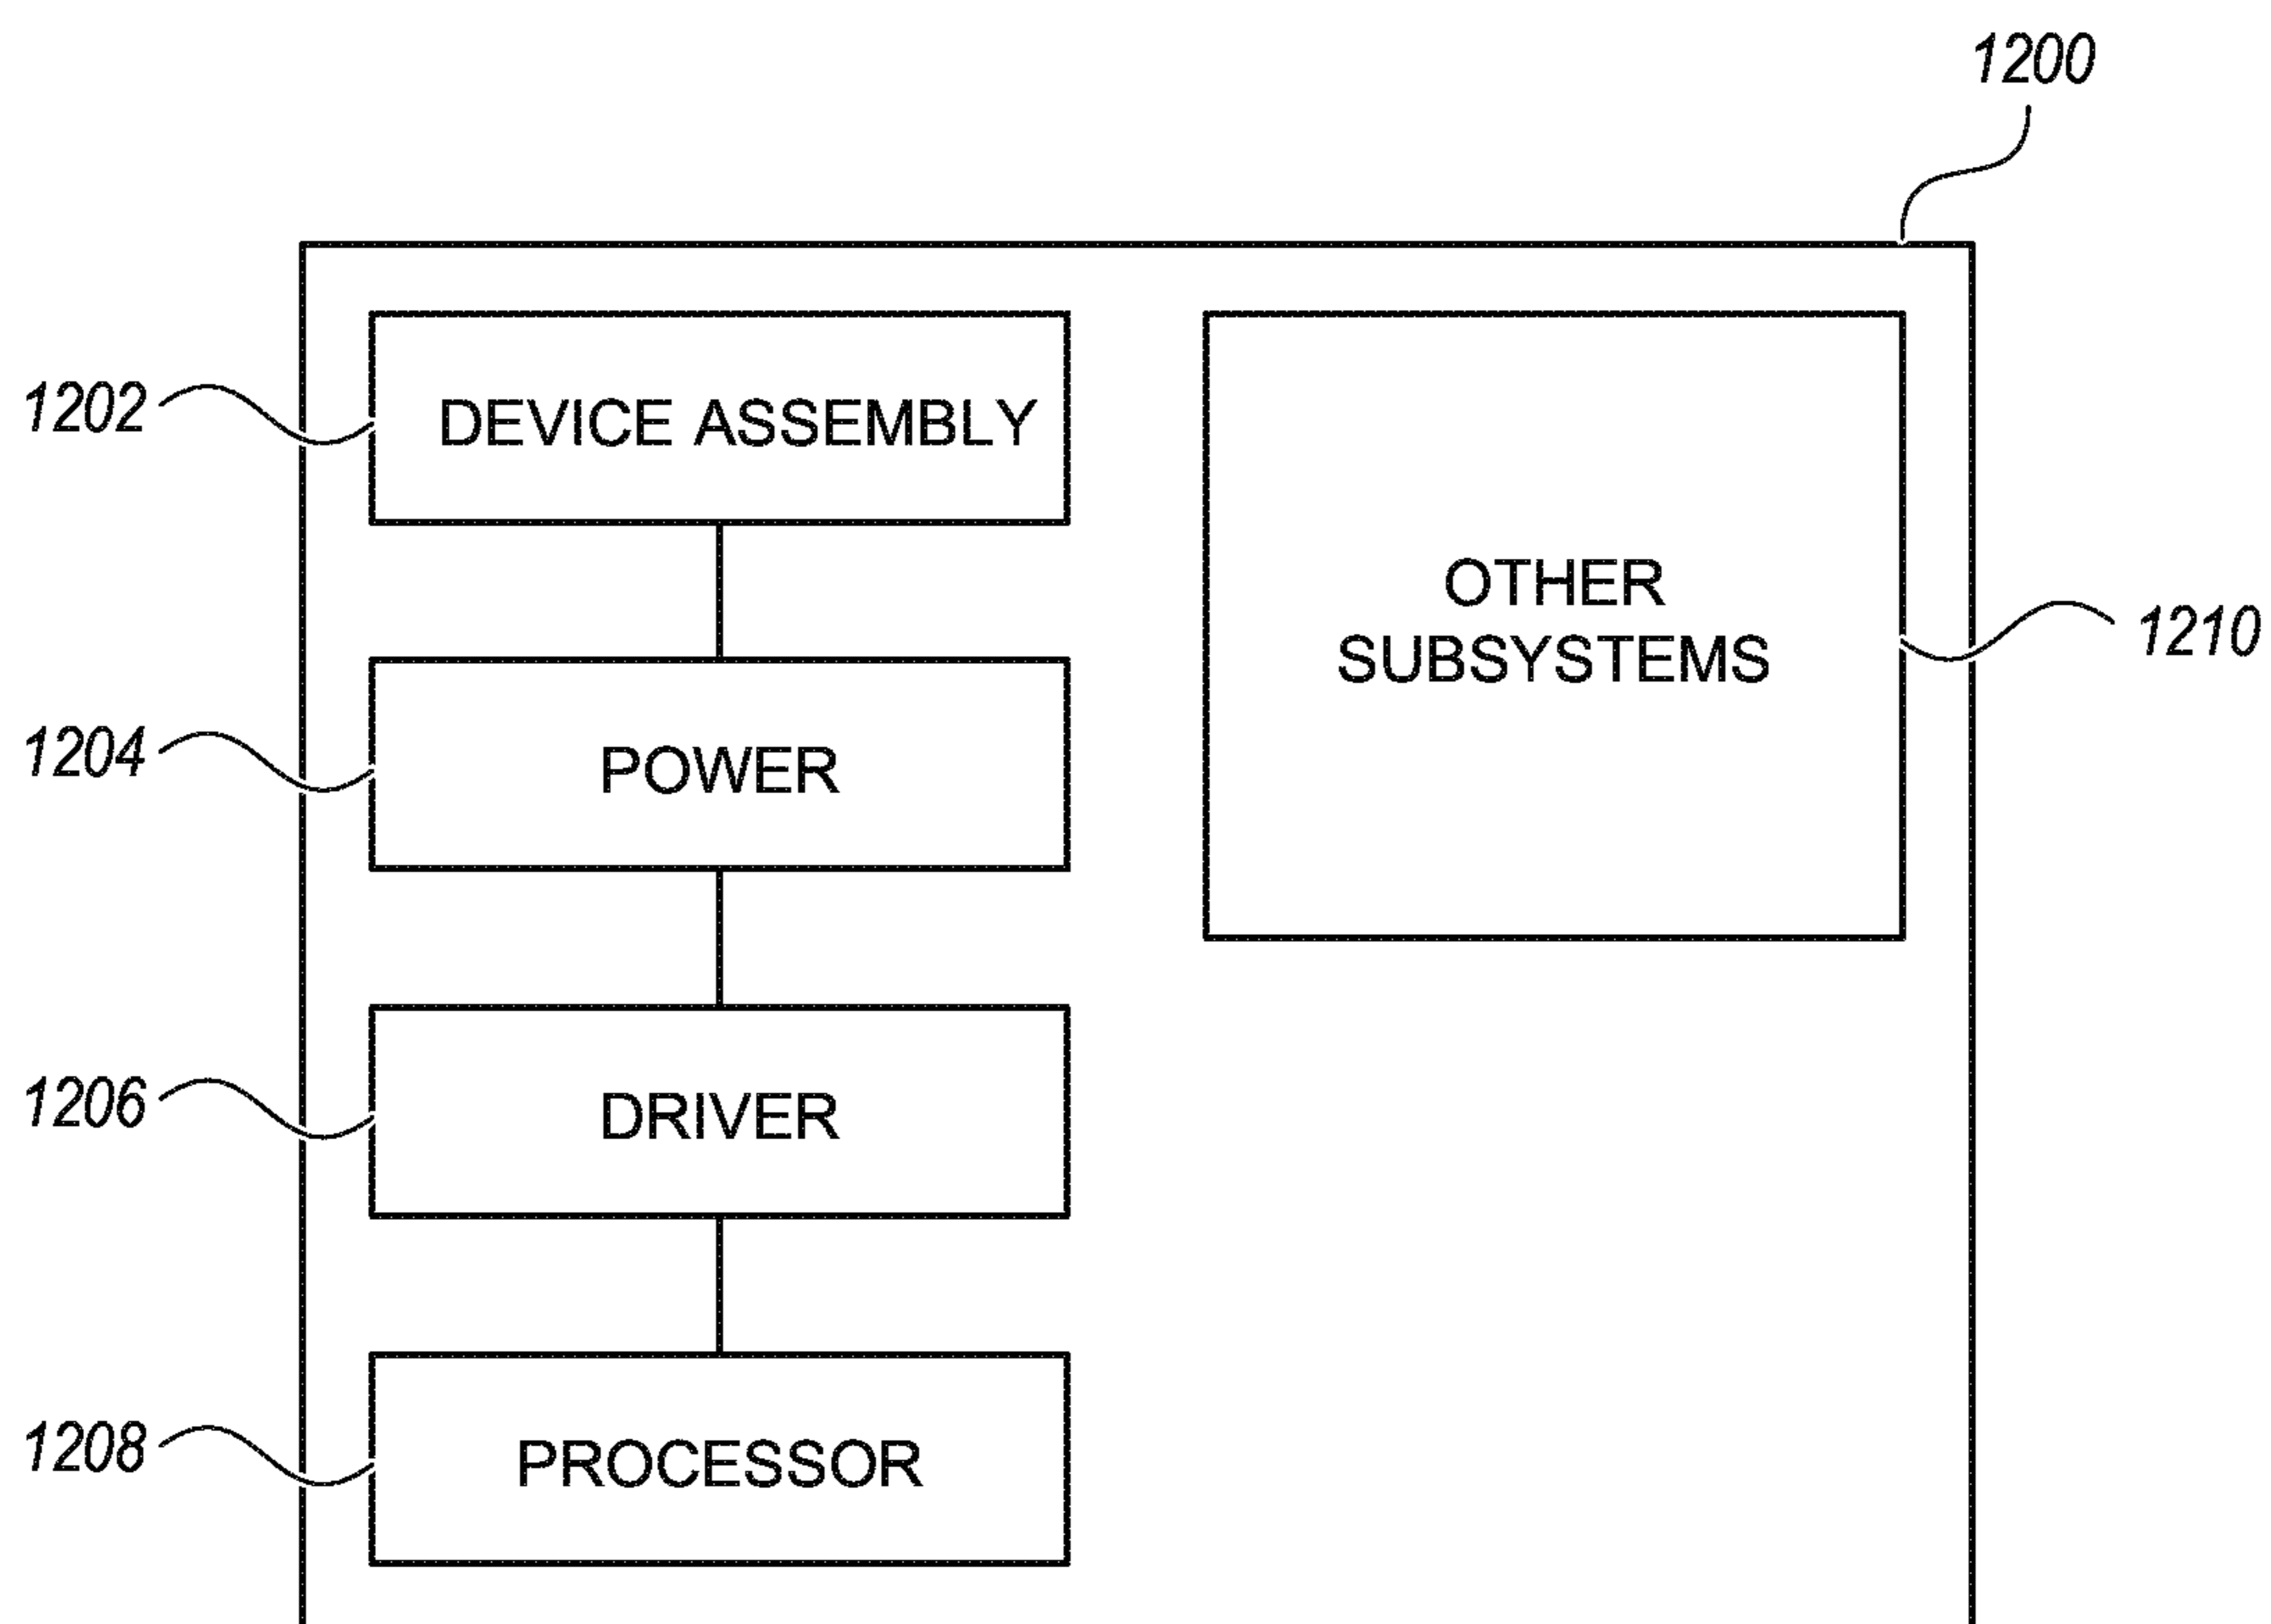 1200
1202
DEVICE ASSEMBLY
OTHER
SUBSYSTEMS
1210
1204
POWER
1206
DRIVER
1208
PROCESSOR